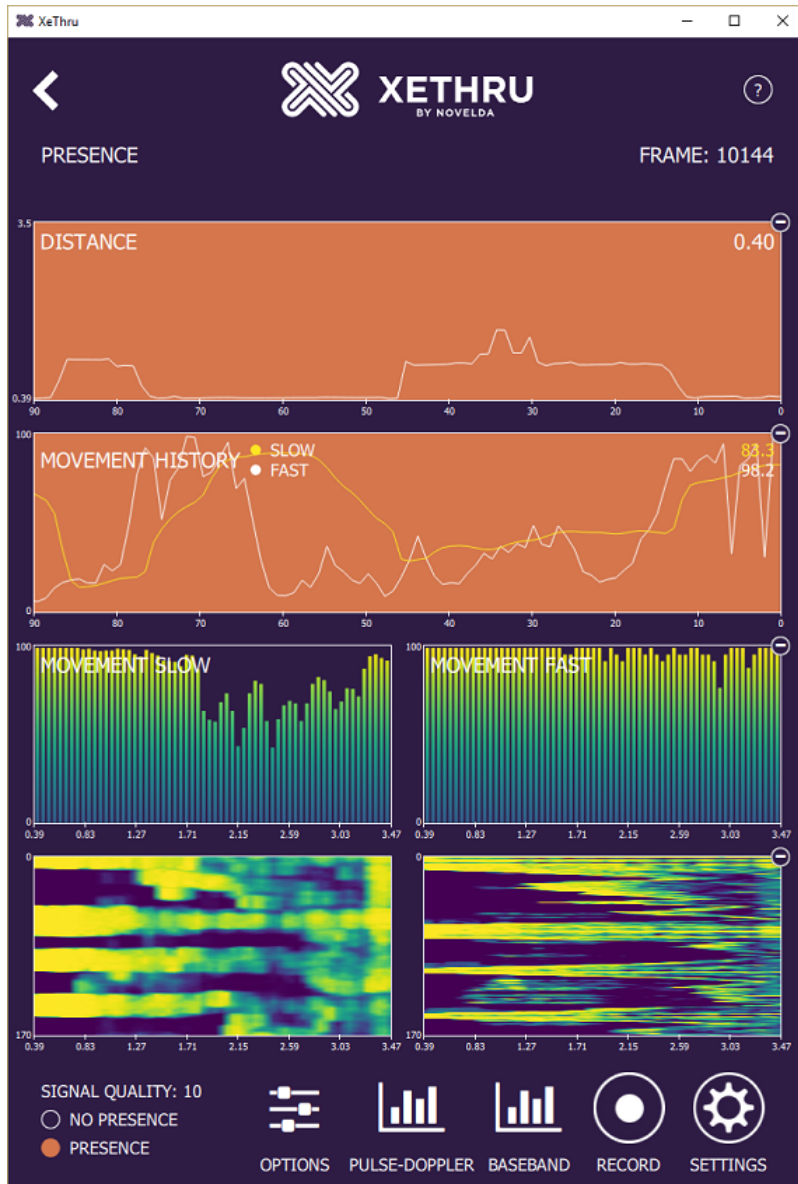 XeThru
XETHRU
BY NOVELDA
?
PRESENCE
FRAME: 10144
3.5
DISTANCE
0.40
0.39
90 80 70 60 50 40 30 20 10 0
100
MOVEMENT HISTORY
SLOW
FAST
83.3
98.2
0
90 80 70 60 50 40 30 20 10 0
100
MOVEMENT SLOW
0
0.39 0.83 1.27 1.71 2.15 2.59 3.03 3.47
100
MOVEMENT FAST
0
0.39 0.83 1.27 1.71 2.15 2.59 3.03 3.47
0
170
0.39 0.83 1.27 1.71 2.15 2.59 3.03 3.47
0
170
0.39 0.83 1.27 1.71 2.15 2.59 3.03 3.47
SIGNAL QUALITY: 10
NO PRESENCE
PRESENCE
OPTIONS
PULSE-DOPPLER
BASEBAND
RECORD
SETTINGS